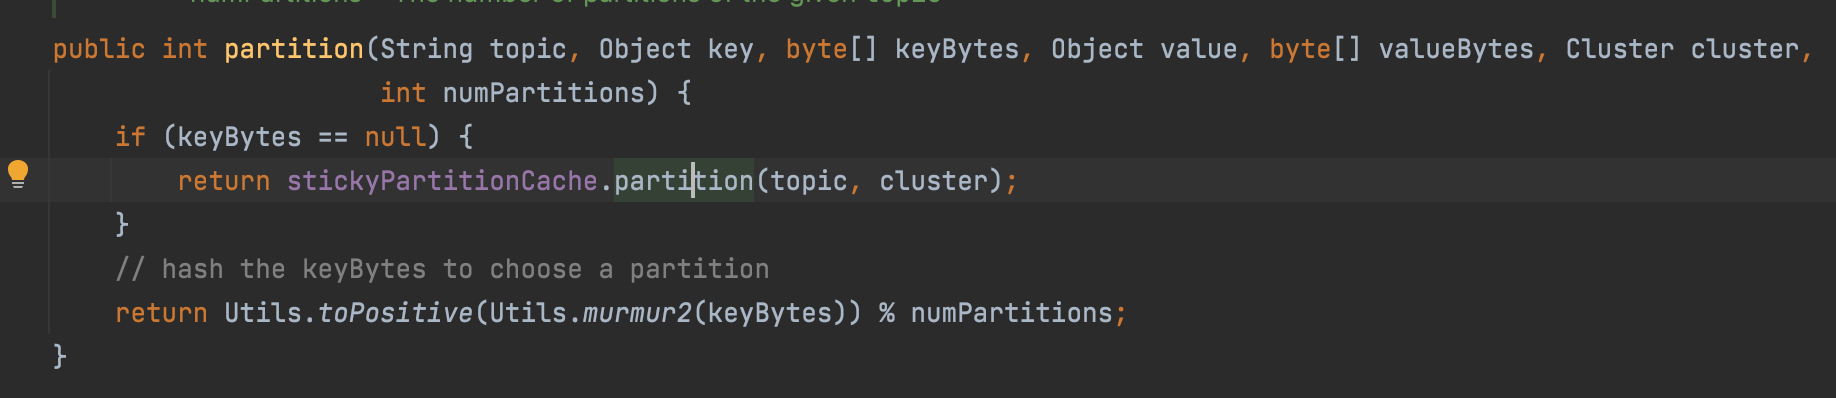 public int partition(String topic, Object key, byte[] keyBytes, Object value, byte[] valueBytes, Cluster cluster,
int numPartitions) {
if (keyBytes == null) {
return stickyPartitionCache.partition(topic, cluster);
}
// hash the keyBytes to choose a partition
return Utils.toPositive(Utils.murmur2(keyBytes)) % numPartitions;
}